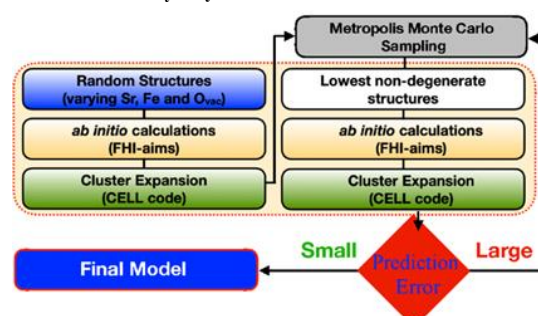 Metropolis Monte Carlo
Sampling
Random Structures
(varying Sr, Fe and Ovac)
ab initio calculations
(FHI-aims)
Cluster Expansion
(CELL code)
Lowest non-degenerate
structures
ab initio calculations
(FHI-aims)
Cluster Expansion
(CELL code)
Small
Large
Prediction
Error
Final Model